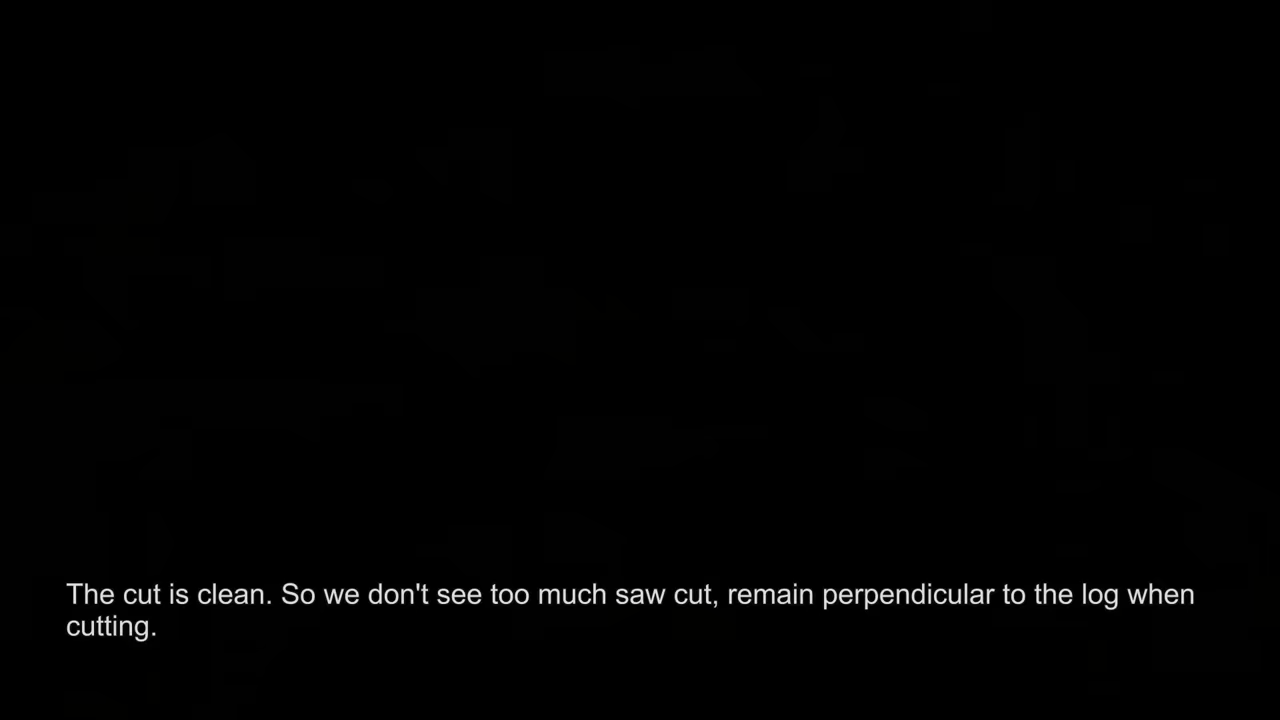 The cut is clean. So we don't see too much saw cut, remain perpendicular to the log when
cutting.